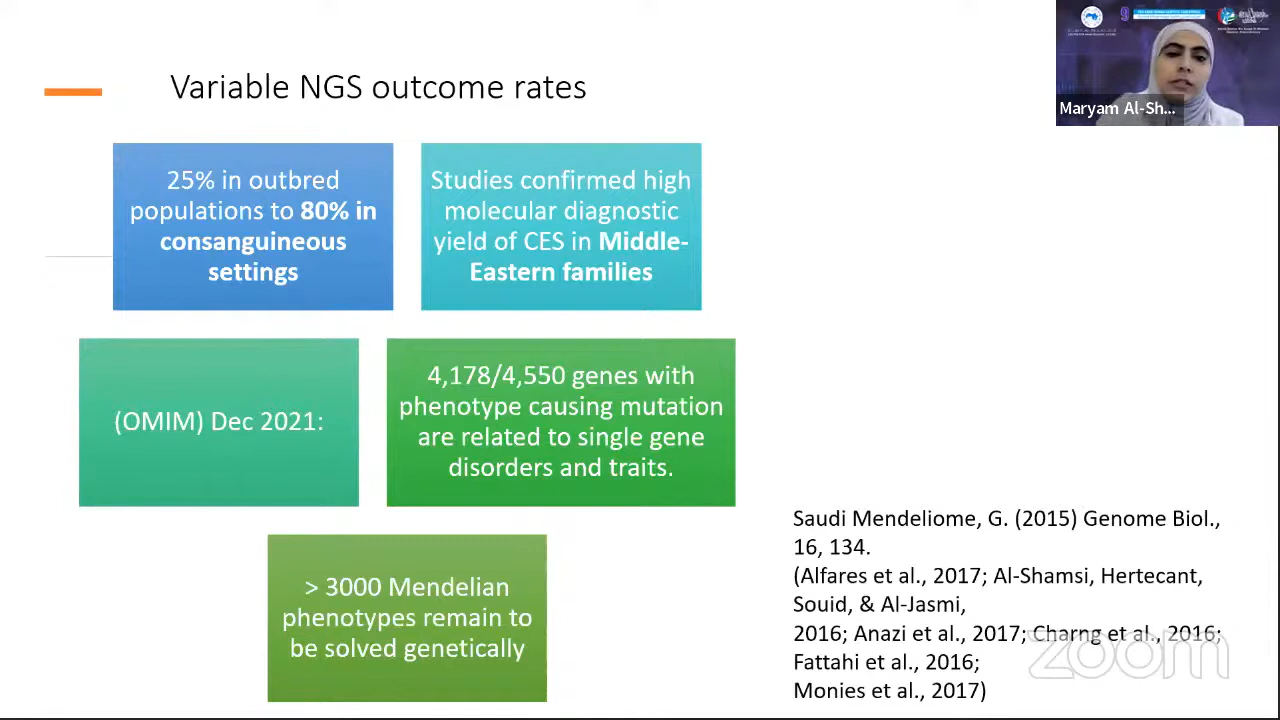 Variable NGS outcome rates
Maryam Al-Sh...
25% in outbred
populations to 80% in
consanguineous
settings
Studies confirmed high
molecular diagnostic
yield of CES in Middle-
Eastern families
(OMIM) Dec 2021:
4,178/4,550 genes with
phenotype causing mutation
are related to single gene
disorders and traits.
> 3000 Mendelian
phenotypes remain to
be solved genetically
Saudi Mendeliome, G. (2015) Genome Biol.,
16, 134.
(Alfares et al., 2017; Al-Shamsi, Hertecant,
Souid, & Al-Jasmi,
2016; Anazi et al., 2017; Charng et al., 2016;
Fattahi et al., 2016;
Monies et al., 2017)
zoom